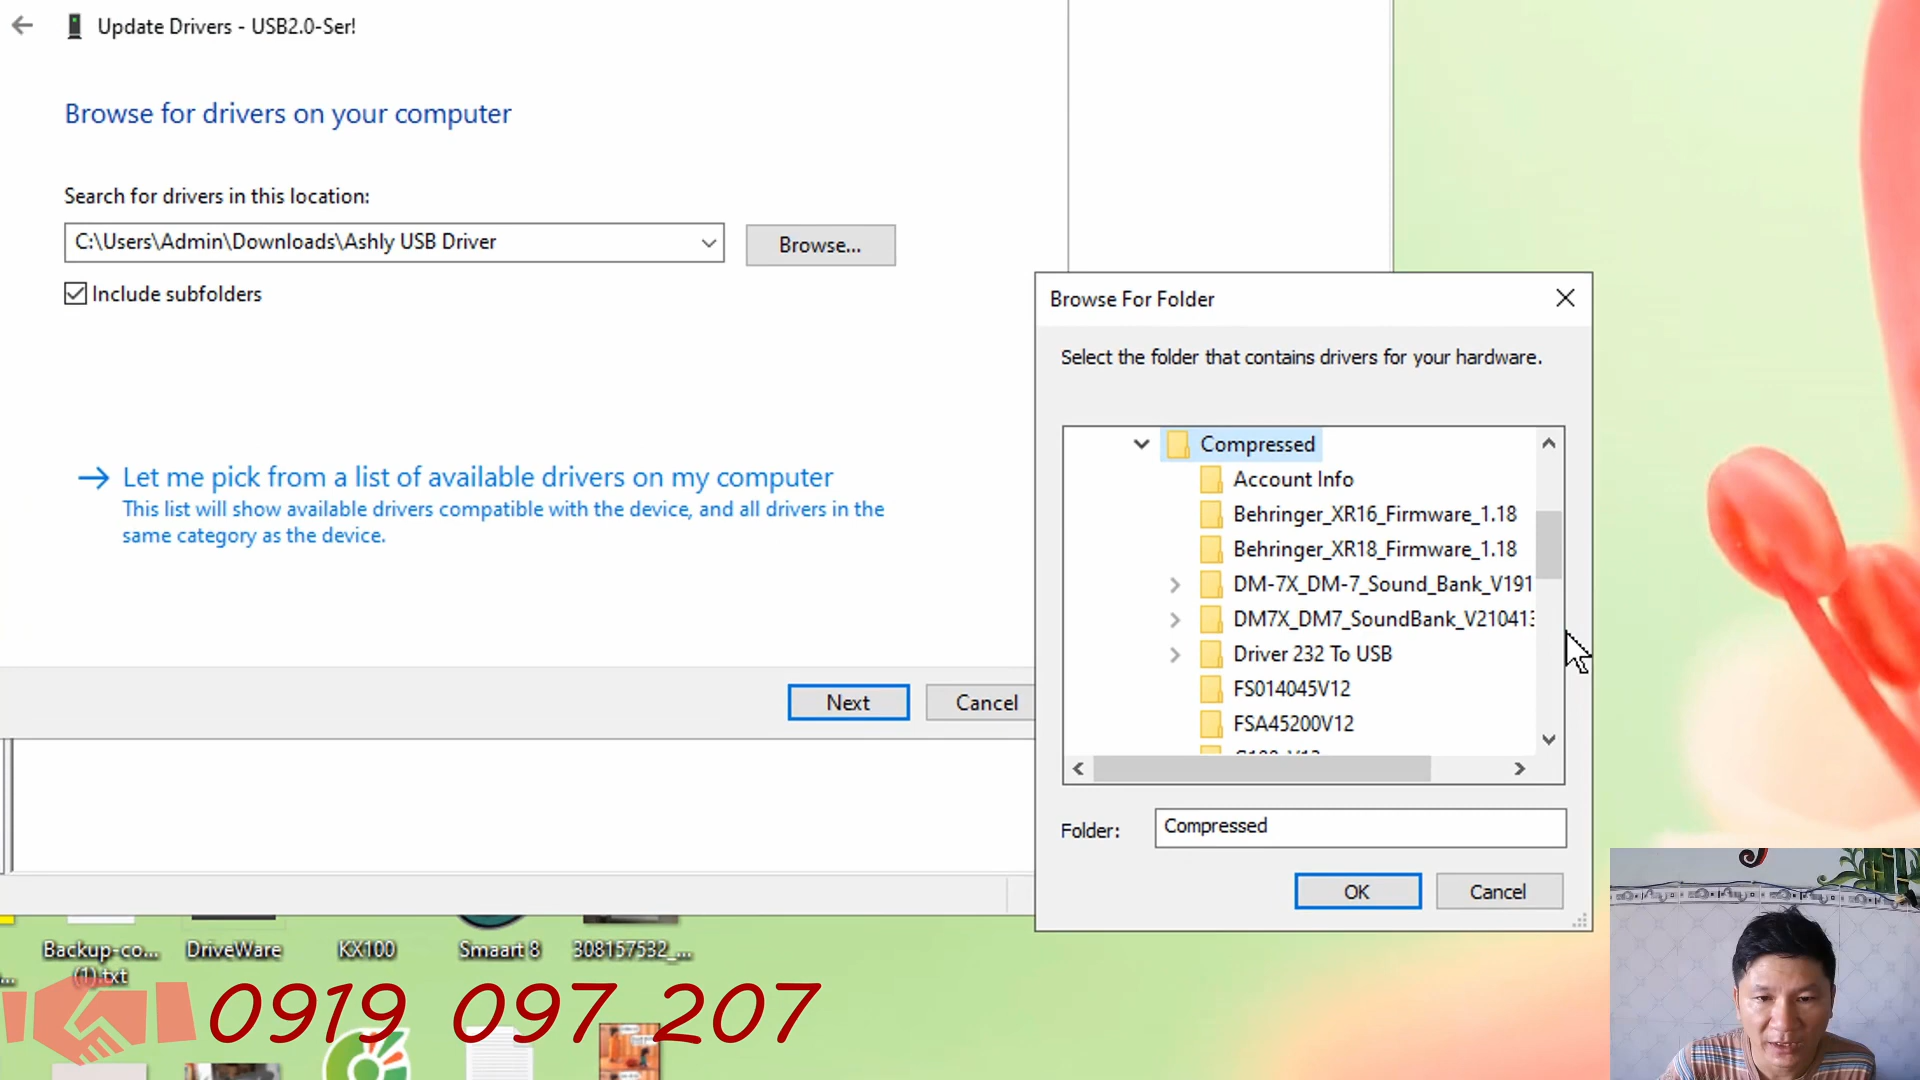 Update Drivers - USB2.0-Ser!
Browse for drivers on your computer
Search for drivers in this location:
C:\Users\Admin\Downloads\Ashly USB Driver
Browse...
Include subfolders
Let me pick from a list of available drivers on my computer
This list will show available drivers compatible with the device, and all drivers in the
same category as the device.
Next
Cancel
Browse For Folder
Select the folder that contains drivers for your hardware.
Compressed
Account Info
Behringer_XR16_Firmware_1.18
Behringer_XR18_Firmware_1.18
DM-7X_DM-7_Sound_Bank_V191
DM7X_DM7_SoundBank_V210413
Driver 232 To USB
FS014045V12
FSA45200V12
Folder:
Compressed
OK
Cancel
Backup-co...
(1).txt
DriveWare
KX100
Smaart 8
308157532_...
0919 097 207